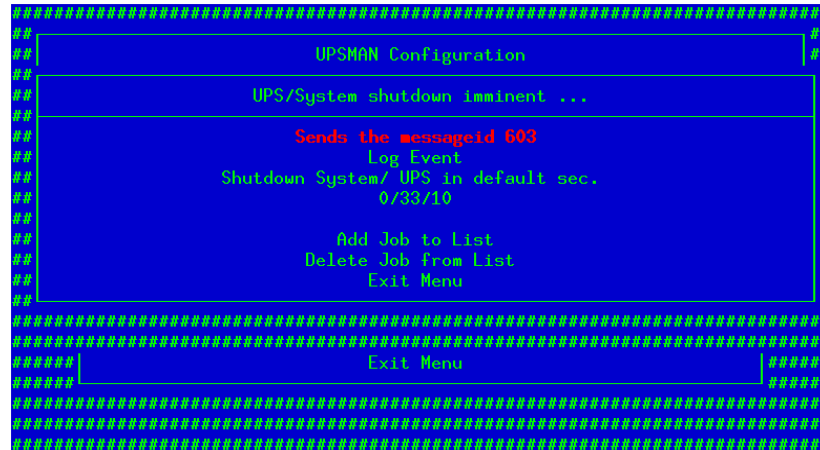 ################################################################################
## #
## UPSMAN Configuration #
##
## UPS/System shutdown imminent ...
##
## Sends the messageid 603
## Log Event
## Shutdown System/ UPS in default sec.
## 0/33/10
##
## Add Job to List
## Delete Job from List
## Exit Menu
##
################################################################################
################################################################################
###### Exit Menu #####
###### #####
################################################################################
################################################################################
################################################################################